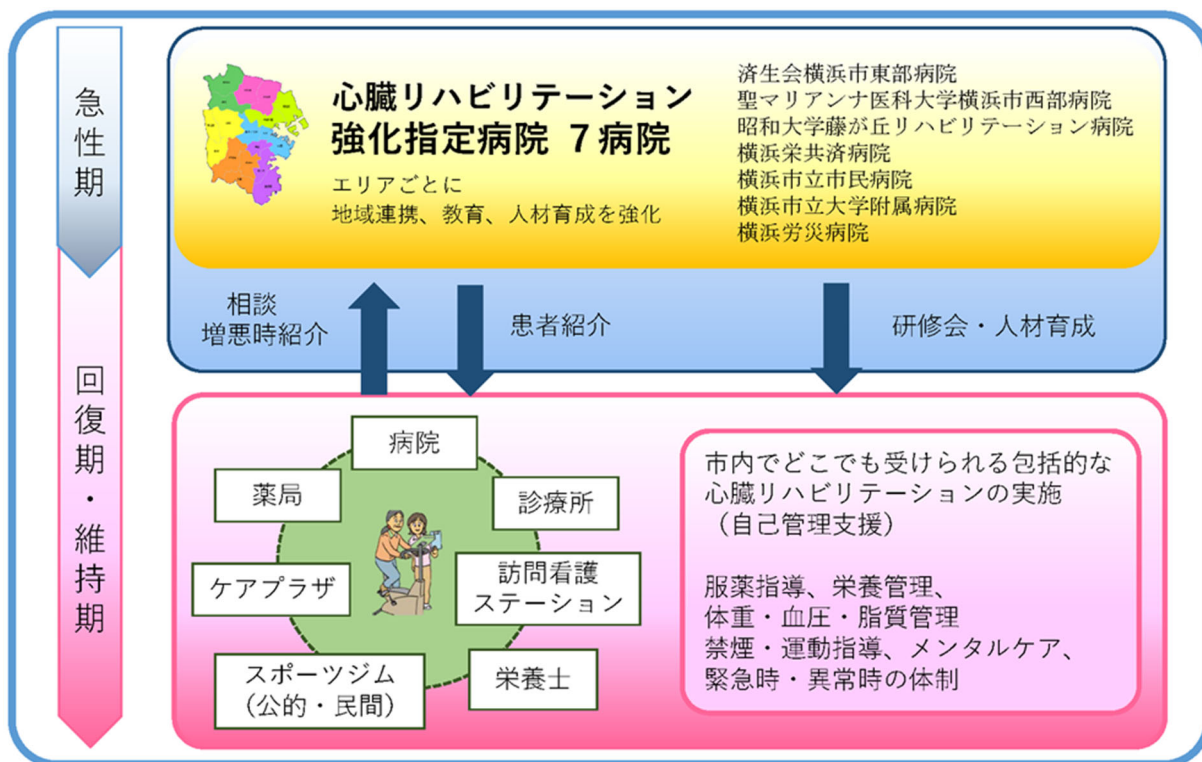 急性期
回復期・維持期
心臓リハビリテーション
強化指定病院 7病院
エリアごとに
地域連携、教育、人材育成を強化
済生会横浜市東部病院
聖マリアンナ医科大学横浜市西部病院
昭和大学藤が丘リハビリテーション病院
横浜栄共済病院
横浜市立市民病院
横浜市立大学附属病院
横浜労災病院
相談
増悪時紹介
患者紹介
研修会・人材育成
病院
薬局
診療所
ケアプラザ
訪問看護
ステーション
スポーツジム
(公的・民間)
栄養士
市内でどこでも受けられる包括的な
心臓リハビリテーションの実施
（自己管理支援）
服薬指導、栄養管理、
体重・血圧・脂質管理
禁煙・運動指導、メンタルケア、
緊急時・異常時の体制